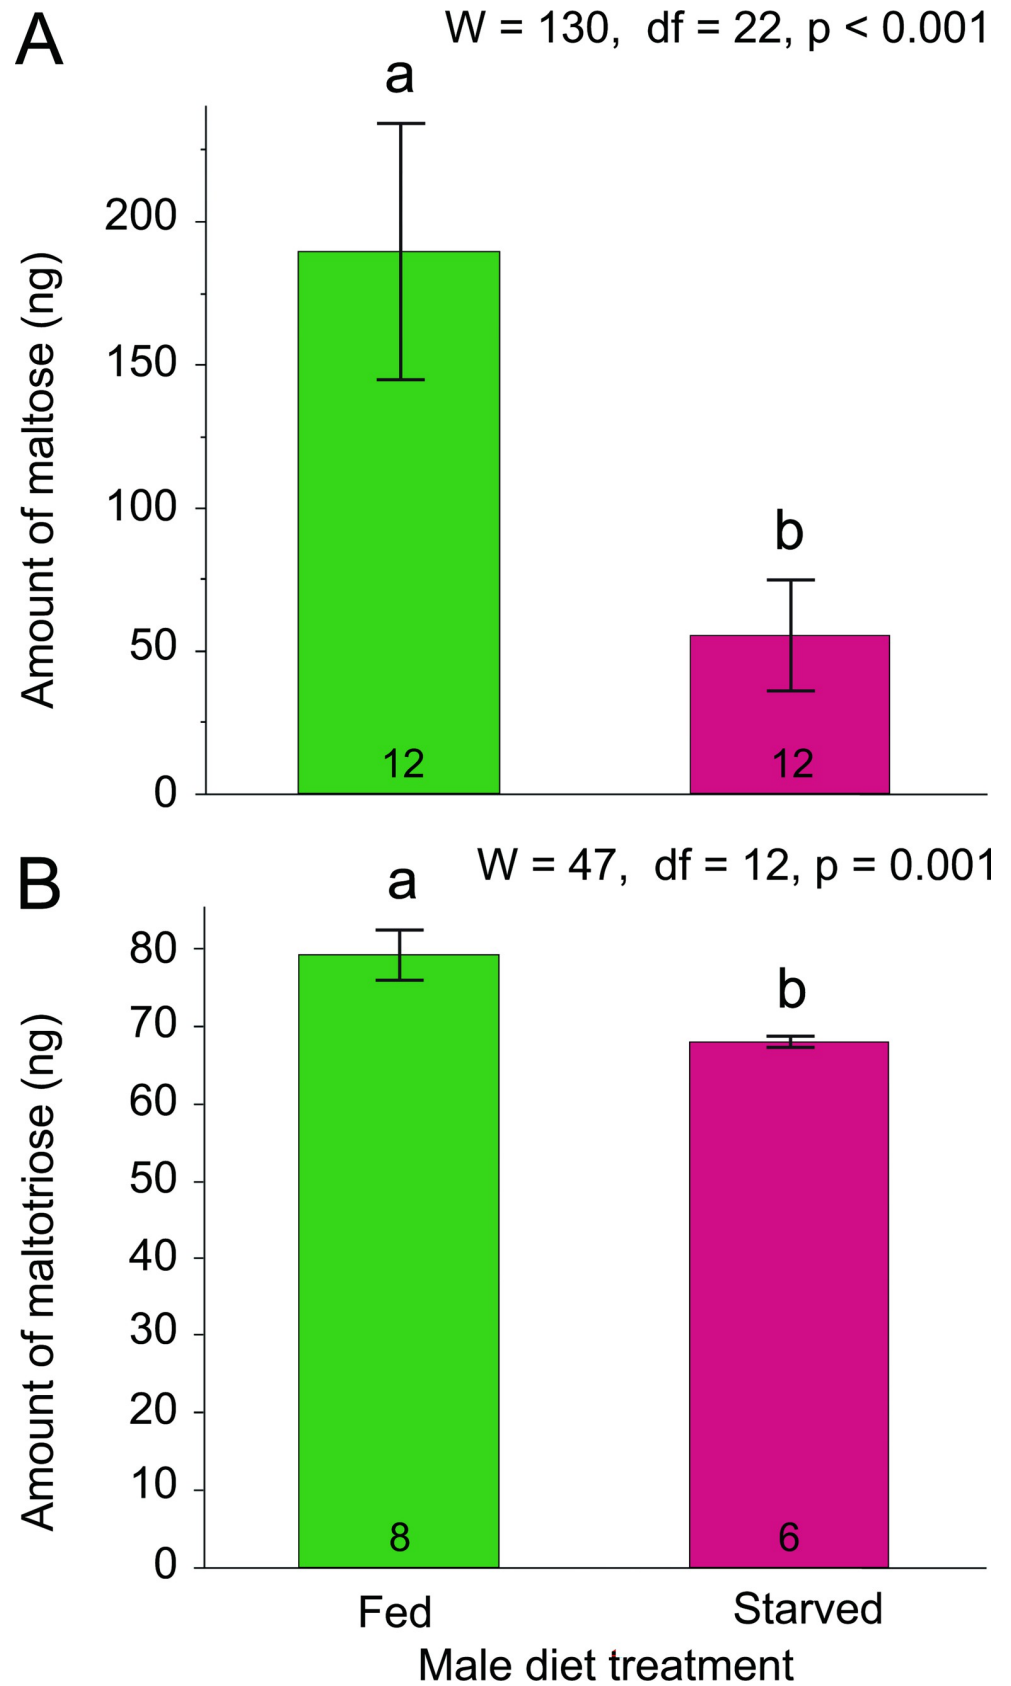 A
W = 130, df = 22, p < 0.001
a
b
200
150
100
50
0
Amount of maltose (ng)
12
12
B
W = 47, df = 12, p = 0.001
a
b
80
70
60
50
40
30
20
10
0
Amount of maltotriose (ng)
8
6
Fed
Starved
Male diet treatment